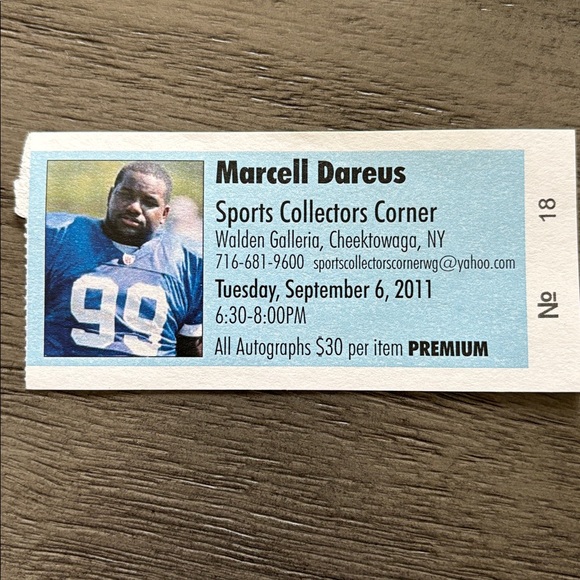 Marcell Dareus
Sports Collectors Corner
Walden Galleria, Cheektowaga, NY
716-681-9600 sportscollectorscornerwg@yahoo.com
Tuesday, September 6, 2011
6:30-8:00PM
All Autographs $30 per item PREMIUM
99
№ 18